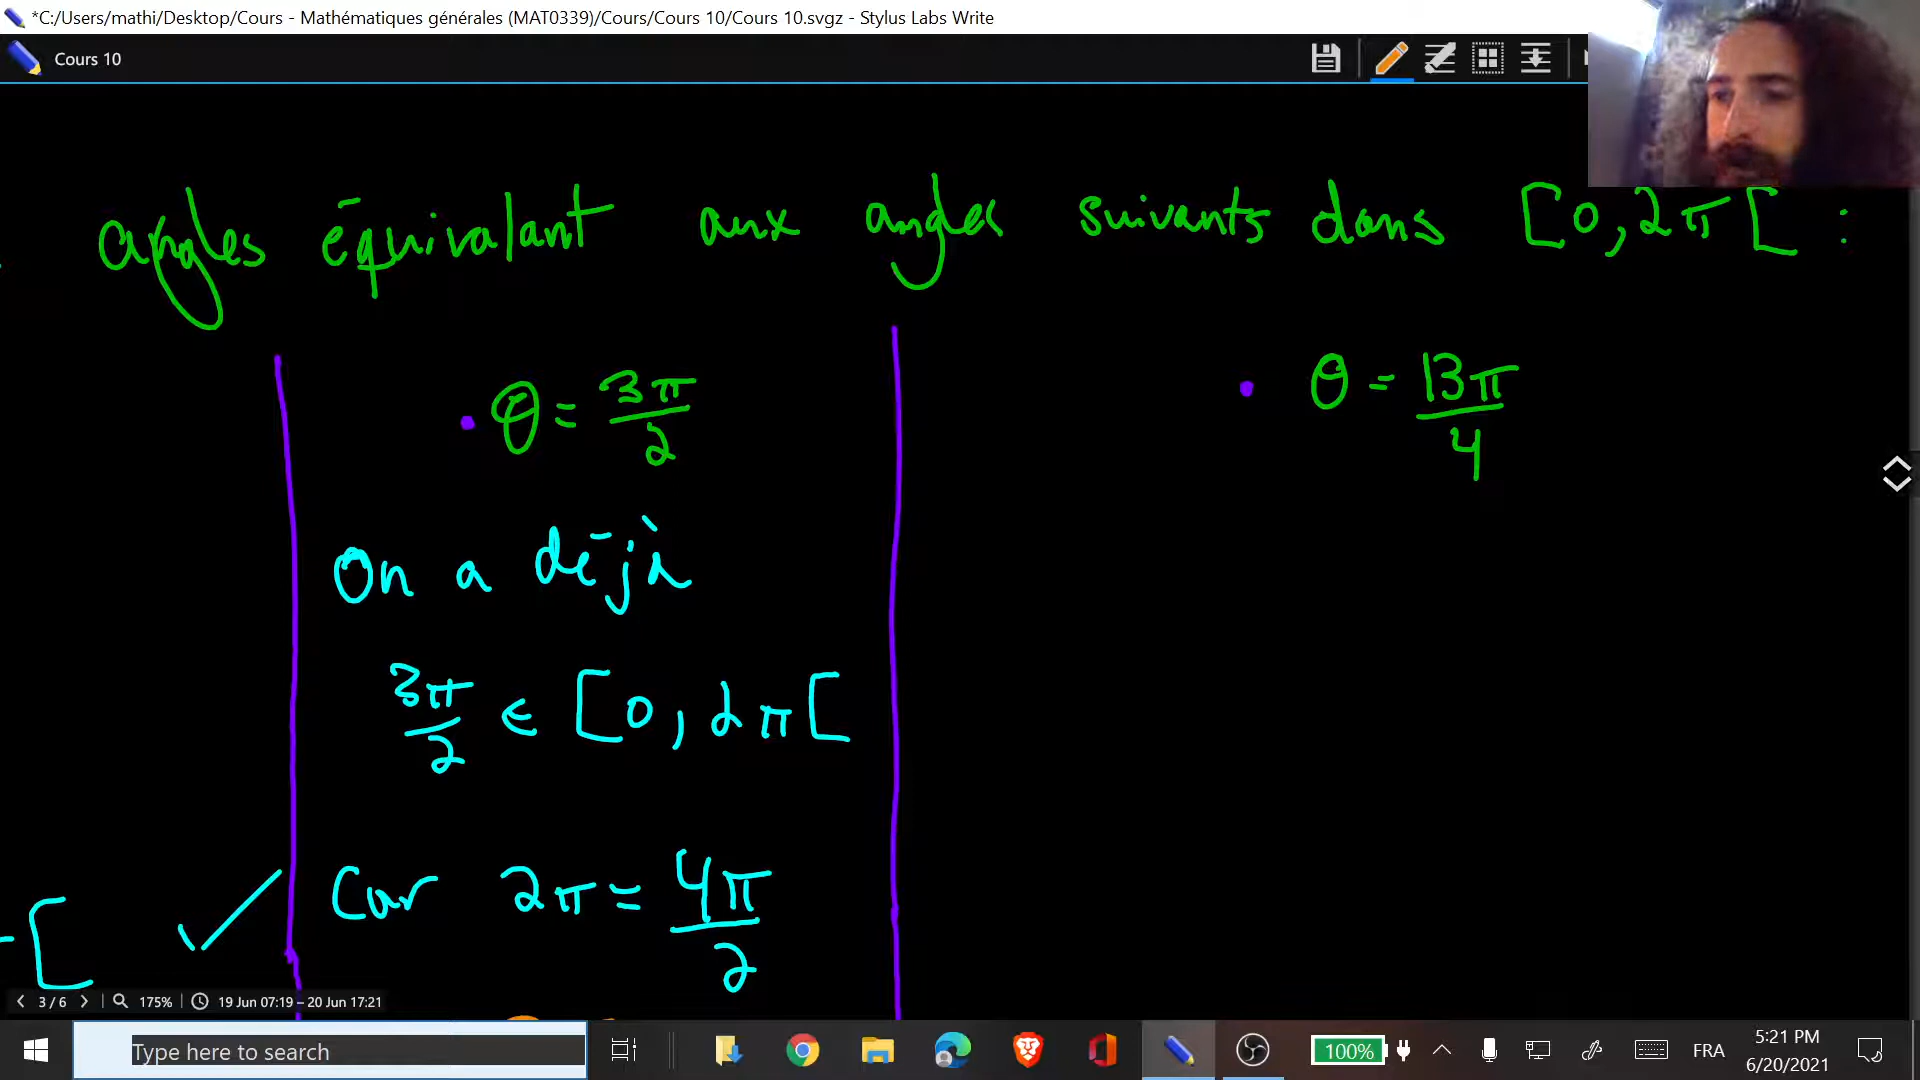 *C:/Users/mathi/Desktop/Cours - Mathématiques générales (MAT0339)/Cours/Cours 10/Cours 10.svgz - Stylus Labs Write
Cours 10
angles équivalant aux angles suivants dans [0, 2π[ :
• θ = 3π/2
On a déjà
3π/2 ∈ [0, 2π[
Car 2π = 4π/2
• θ = 13π/4
[ ✓
3 / 6 175% 19 Jun 07:19 – 20 Jun 17:21
Type here to search
100% FRA 5:21 PM
6/20/2021